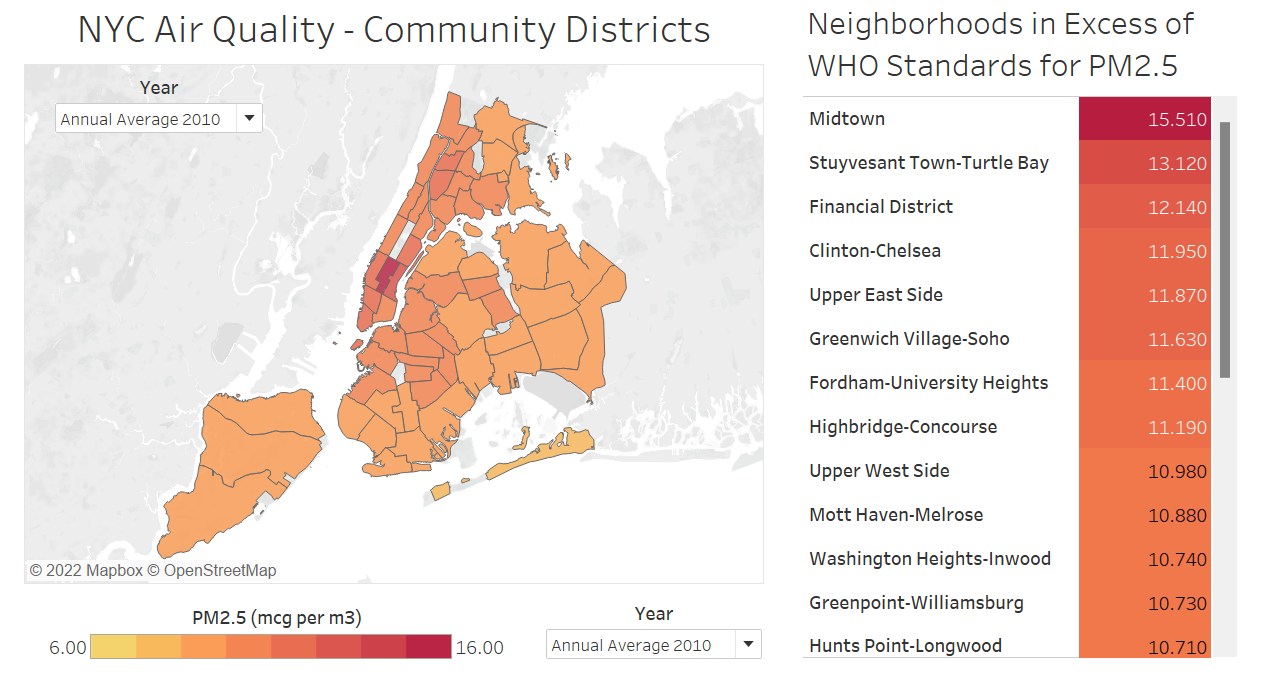 NYC Air Quality - Community Districts
Year
Annual Average 2010
© 2022 Mapbox © OpenStreetMap
PM2.5 (mcg per m3)
6.00
16.00
Year
Annual Average 2010
Neighborhoods in Excess of
WHO Standards for PM2.5
Midtown 15.510
Stuyvesant Town-Turtle Bay 13.120
Financial District 12.140
Clinton-Chelsea 11.950
Upper East Side 11.870
Greenwich Village-Soho 11.630
Fordham-University Heights 11.400
Highbridge-Concourse 11.190
Upper West Side 10.980
Mott Haven-Melrose 10.880
Washington Heights-Inwood 10.740
Greenpoint-Williamsburg 10.730
Hunts Point-Longwood 10.710